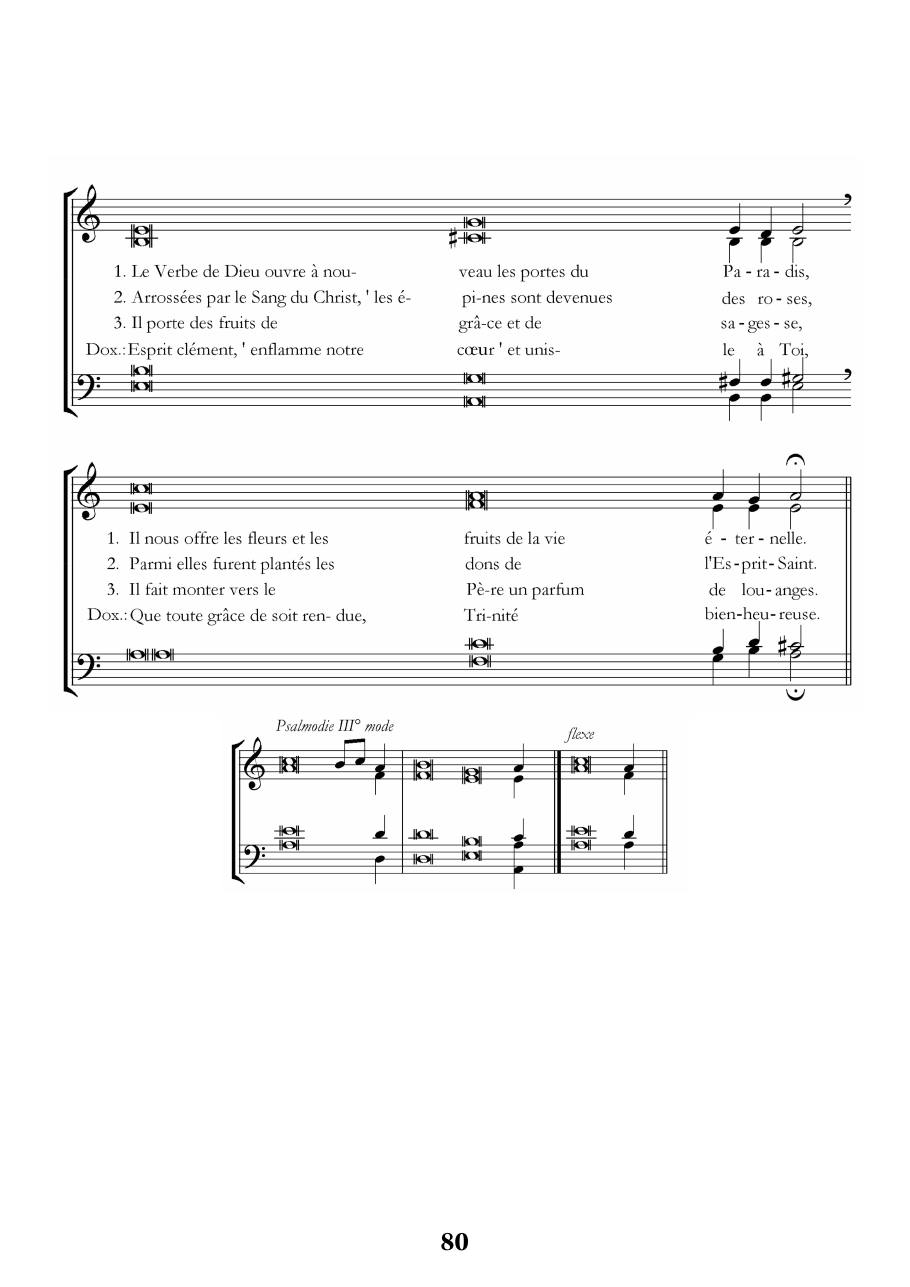 1. Le Verbe de Dieu ouvre à nou- veau les portes du Pa - ra - dis,
2. Arrosées par le Sang du Christ, ' les é- pi-nes sont devenues des ro - ses,
3. Il porte des fruits de grâ-ce et de sa - ges - se,
Dox.: Esprit clément, ' enflamme notre cœur ' et unis- le à Toi,
1. Il nous offre les fleurs et les fruits de la vie é - ter - nelle.
2. Parmi elles furent plantés les dons de l'Es-prit-Saint.
3. Il fait monter vers le Pè-re un parfum de lou-anges.
Dox.: Que toute grâce de soit ren- due, Tri-nité bien-heu-reuse.
Psalmodie III° mode flexe
80